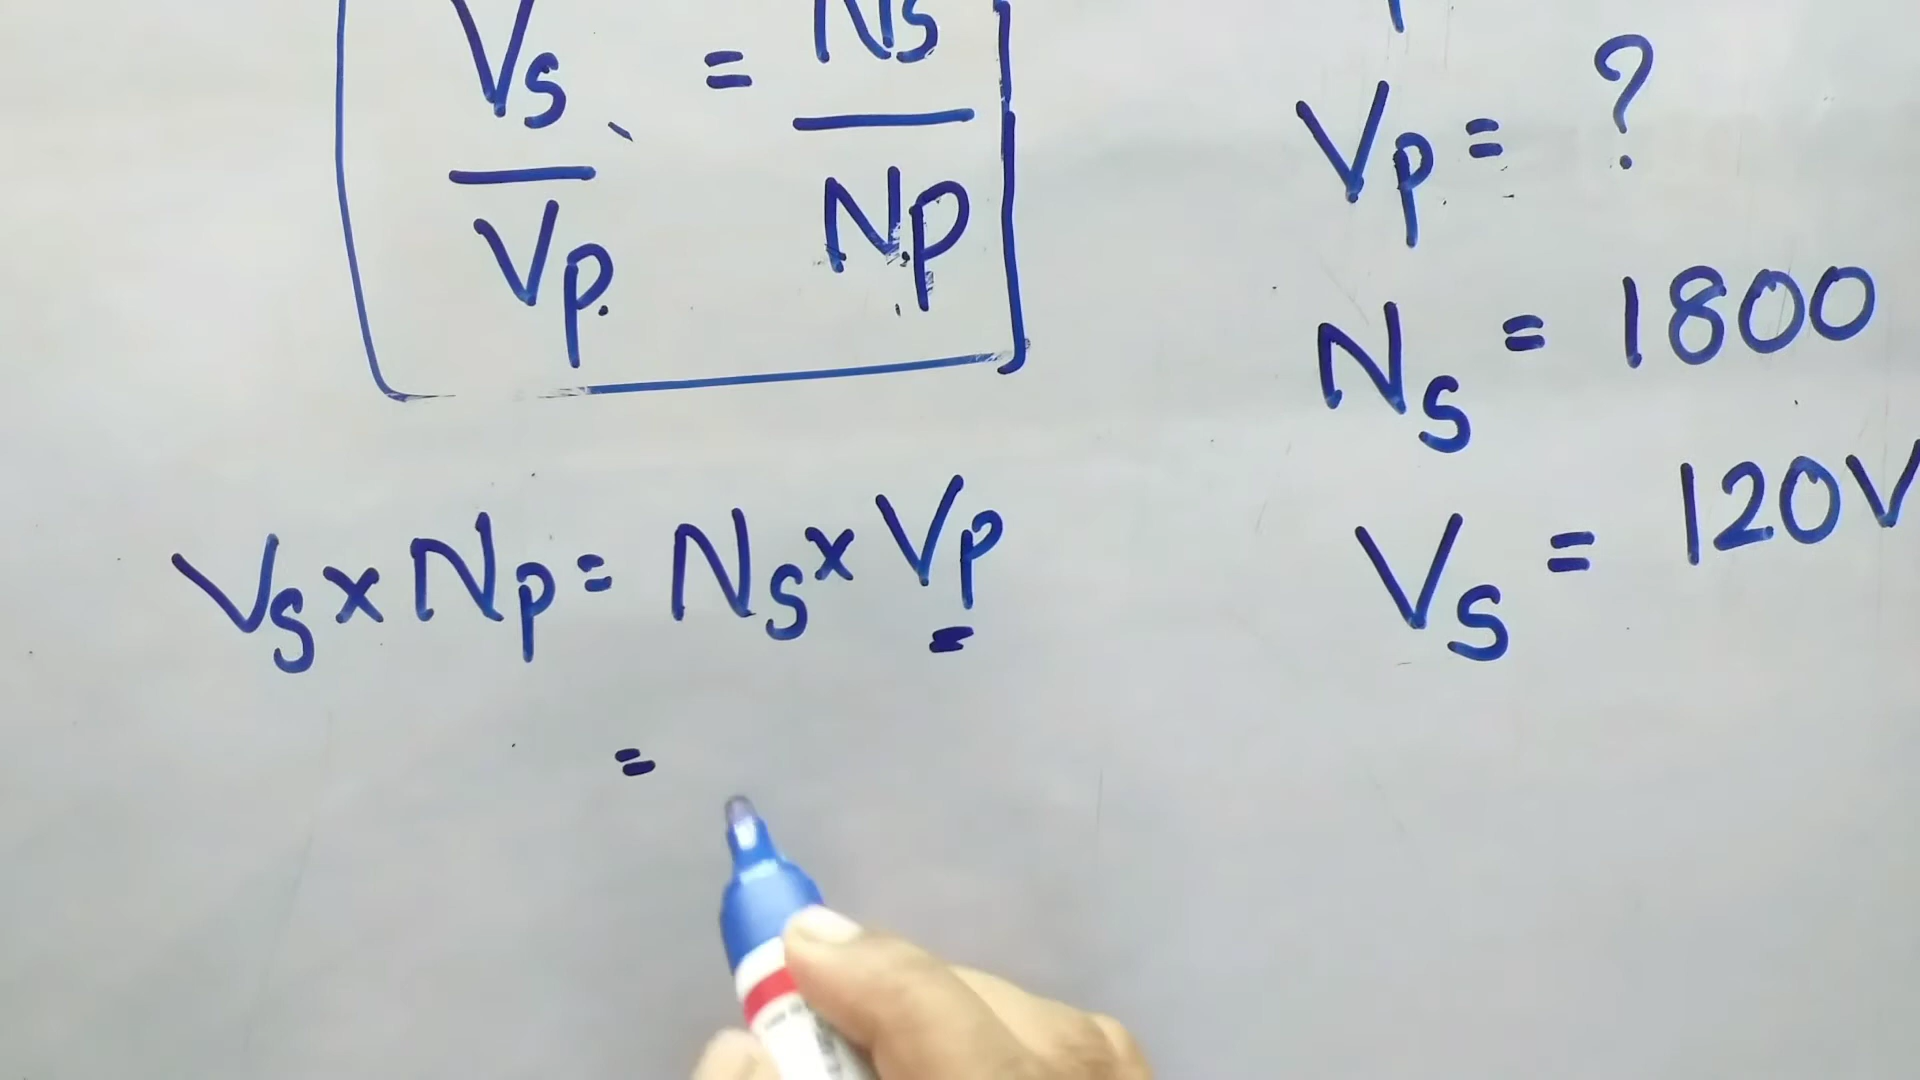 Vs = Ns
Vp Np
Vs x Np = Ns x Vp
=
Vp = ?
Ns = 1800
Vs = 120V